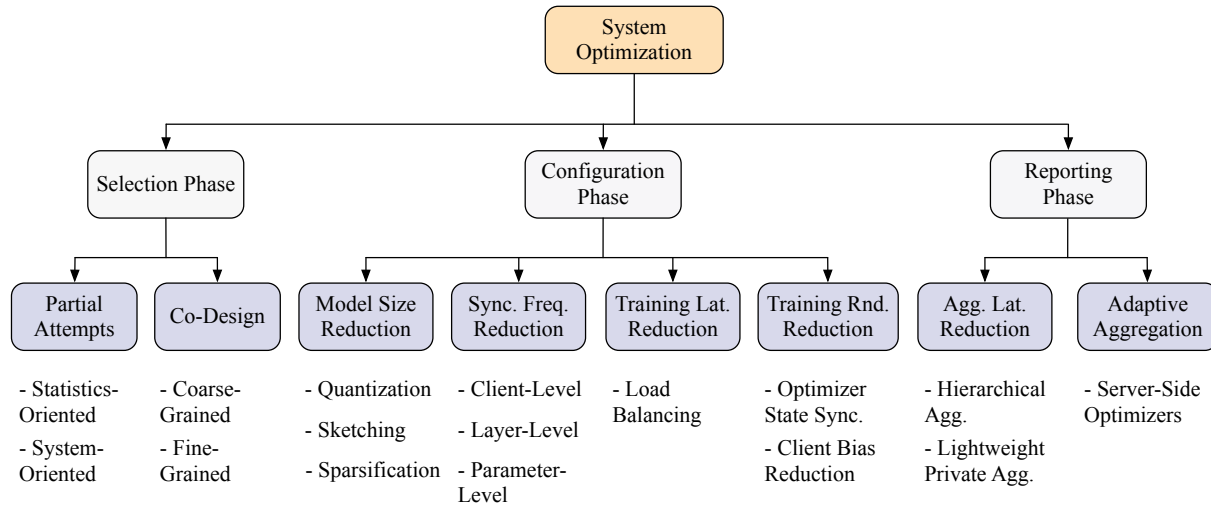 System
Optimization
Selection Phase
Configuration
Phase
Reporting
Phase
Partial
Attempts
Co-Design
Model Size
Reduction
Sync. Freq.
Reduction
Training Lat.
Reduction
Training Rnd.
Reduction
Agg. Lat.
Reduction
Adaptive
Aggregation
- Statistics-
Oriented
- System-
Oriented
- Coarse-
Grained
- Fine-
Grained
- Quantization
- Sketching
- Sparsification
- Client-Level
- Layer-Level
- Parameter-
Level
- Load
Balancing
- Optimizer
State Sync.
- Client Bias
Reduction
- Hierarchical
Agg.
- Lightweight
Private Agg.
- Server-Side
Optimizers